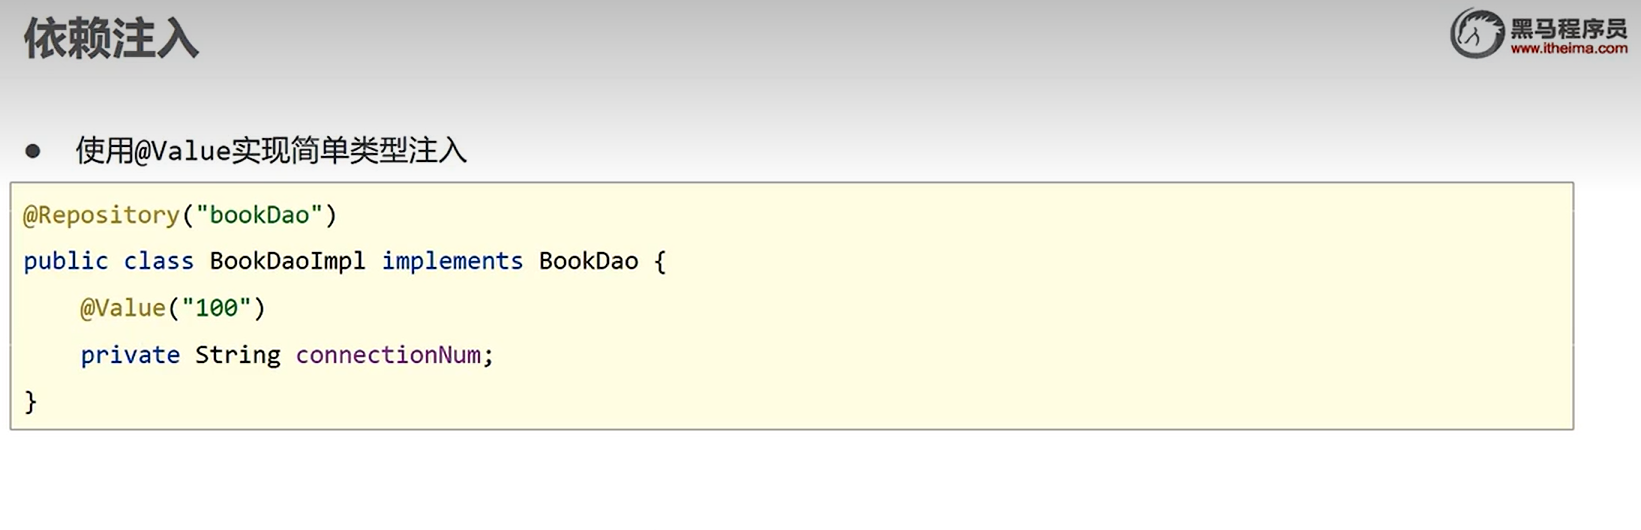 依赖注入
黑马程序员
www.itheima.com
● 使用@Value实现简单类型注入
@Repository("bookDao")
public class BookDaoImpl implements BookDao {
    @Value("100")
    private String connectionNum;
}